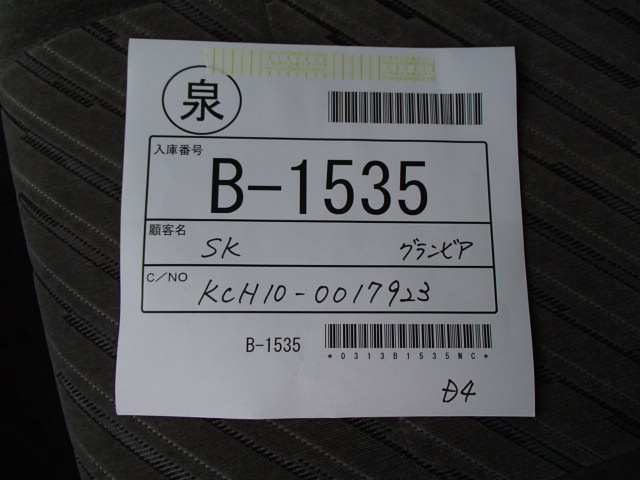 泉
入庫番号
B-1535
顧客名
SK グランビア
C/NO
KCH10-0017923
B-1535
*0313B1535NC*
D4